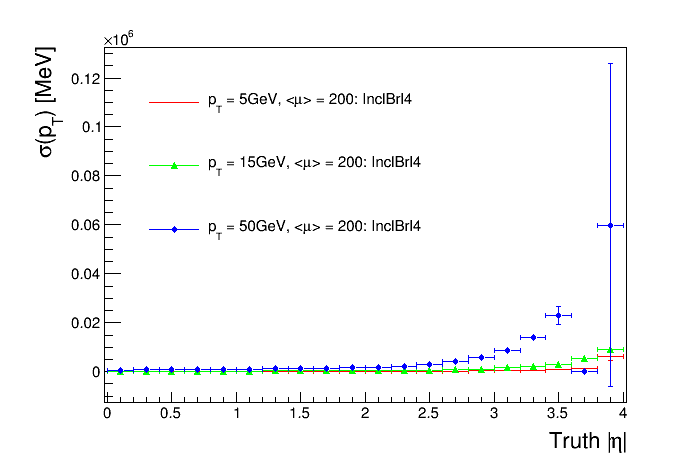 ×10^6
σ(p_T) [MeV]
0.12
0.1
0.08
0.06
0.04
0.02
0
p_T = 5GeV, <μ> = 200: InclBrl4
p_T = 15GeV, <μ> = 200: InclBrl4
p_T = 50GeV, <μ> = 200: InclBrl4
0 0.5 1 1.5 2 2.5 3 3.5 4
Truth |η|